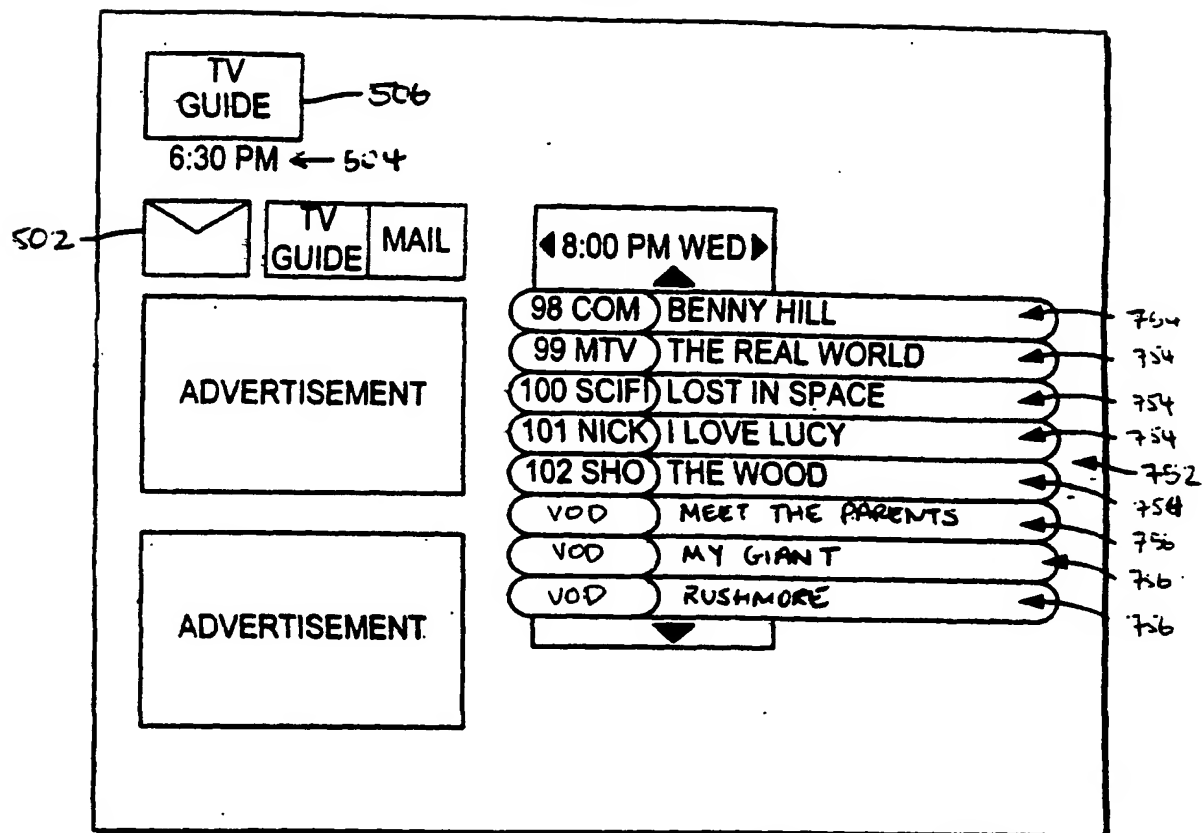 TV
GUIDE
506
6:30 PM
504
502
TV
GUIDE
MAIL
8:00 PM WED
98 COM BENNY HILL
754
99 MTV THE REAL WORLD
754
ADVERTISEMENT
100 SCIFI LOST IN SPACE
754
101 NICK I LOVE LUCY
754
752
102 SHO THE WOOD
754
VOD MEET THE PARENTS
756
VOD MY GIANT
756
VOD RUSHMORE
756
ADVERTISEMENT